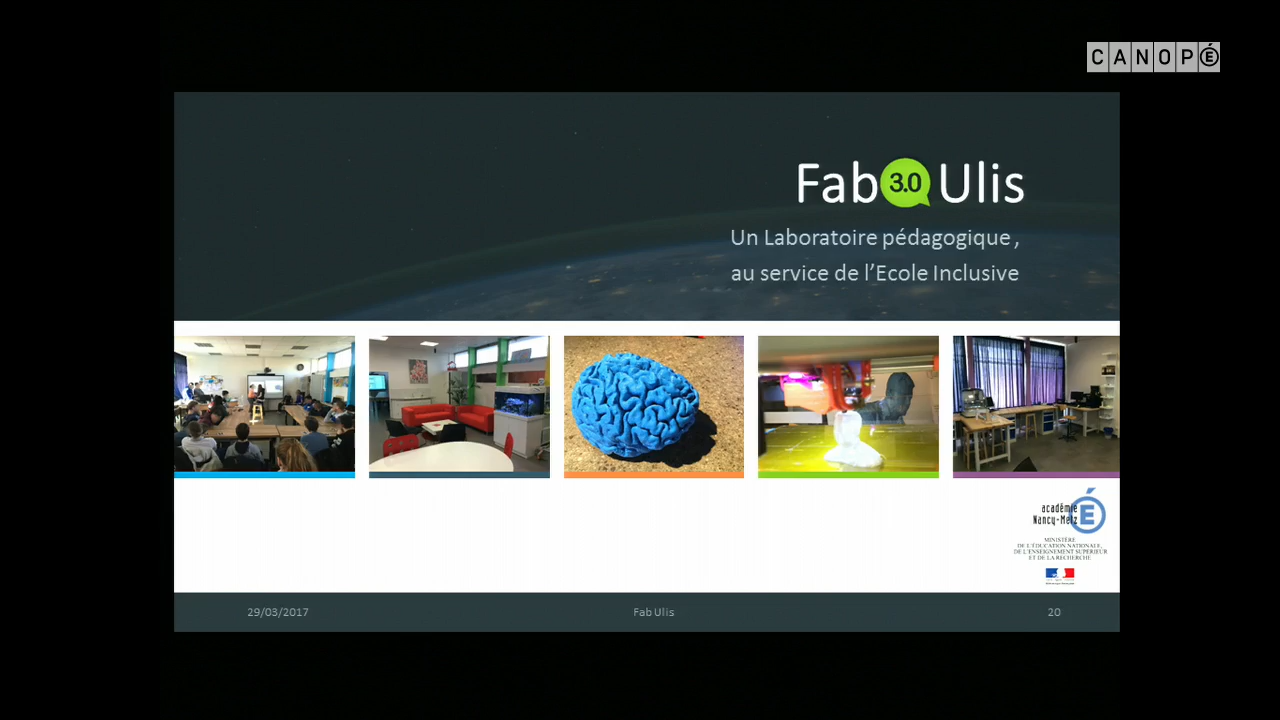 CANOPÉ
Fab 3.0 Ulis
Un Laboratoire pédagogique ,
au service de l’Ecole Inclusive
académie
Nancy-Metz
MINISTÈRE
DE L'ÉDUCATION NATIONALE,
DE L'ENSEIGNEMENT SUPÉRIEUR
ET DE LA RECHERCHE
29/03/2017
Fab Ulis
20